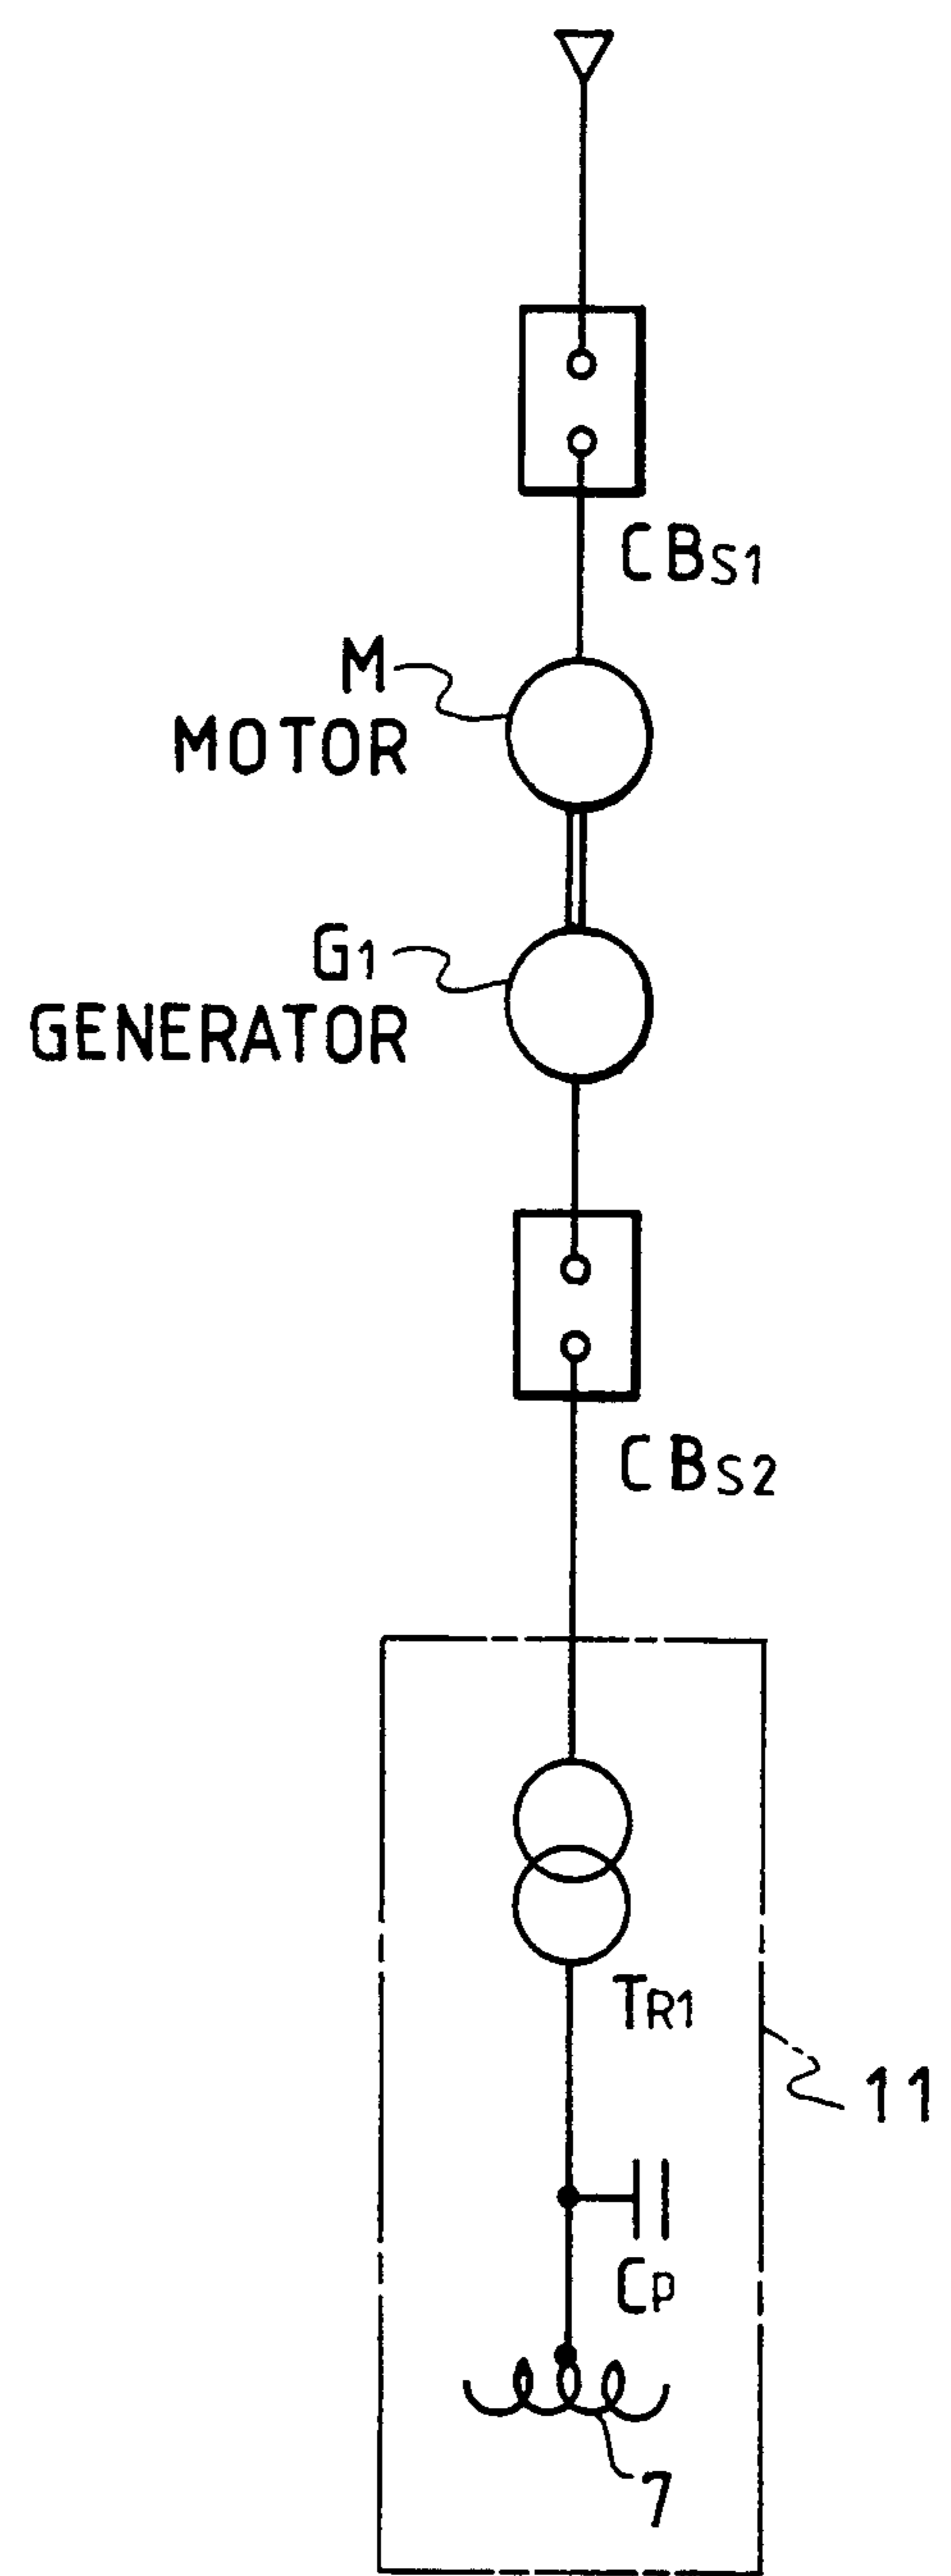 CBS1
M
MOTOR
G1
GENERATOR
CBS2
TR1
11
CP
7